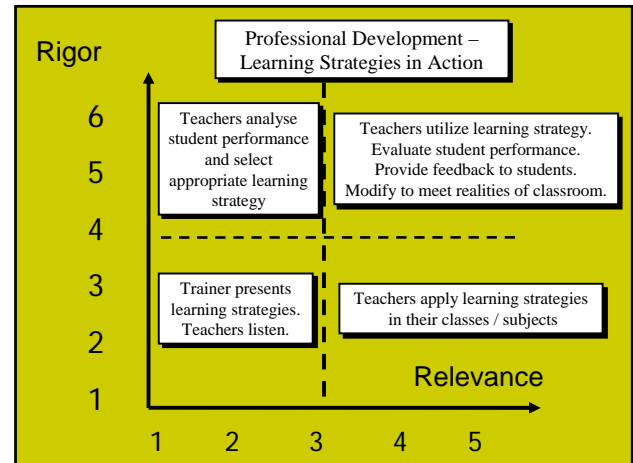 Professional Development –
Learning Strategies in Action
Rigor
6
5
4
3
2
1
Teachers analyse
student performance
and select
appropriate learning
strategy
Teachers utilize learning strategy.
Evaluate student performance.
Provide feedback to students.
Modify to meet realities of classroom.
Trainer presents
learning strategies.
Teachers listen.
Teachers apply learning strategies
in their classes / subjects
Relevance
1 2 3 4 5